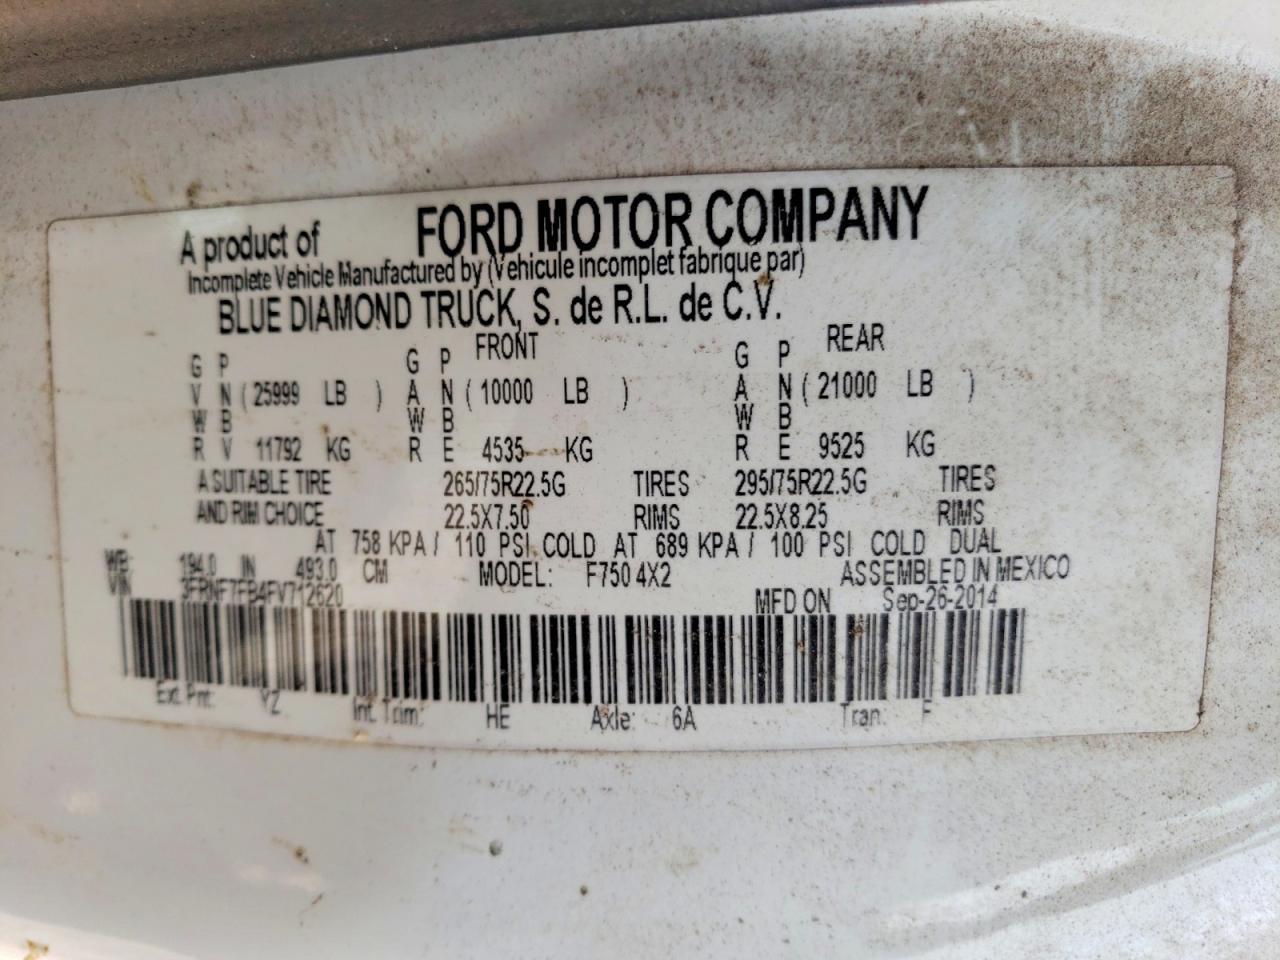 A product of FORD MOTOR COMPANY
Incomplete Vehicle Manufactured by (Vehicule incomplet fabrique par)
BLUE DIAMOND TRUCK, S. de R.L. de C.V.
FRONT REAR
G P G P G P
V N ( 25999 LB ) A N ( 10000 LB ) A N ( 21000 LB )
W B W B W B
R V 11792 KG R E 4535 KG R E 9525 KG
A SUITABLE TIRE 265/75R22.5G TIRES 295/75R22.5G TIRES
AND RIM CHOICE 22.5X7.50 RIMS 22.5X8.25 RIMS
AT 758 KPA / 110 PSI COLD AT 689 KPA / 100 PSI COLD DUAL
WB: 194.0 IN 493.0 CM MODEL: F750 4X2 ASSEMBLED IN MEXICO
VIN 3FRNF7FB4FV712620 MFD ON Sep-26-2014
Ext. Pnt: YZ Int. Trim: HE Axle: 6A Tran: F